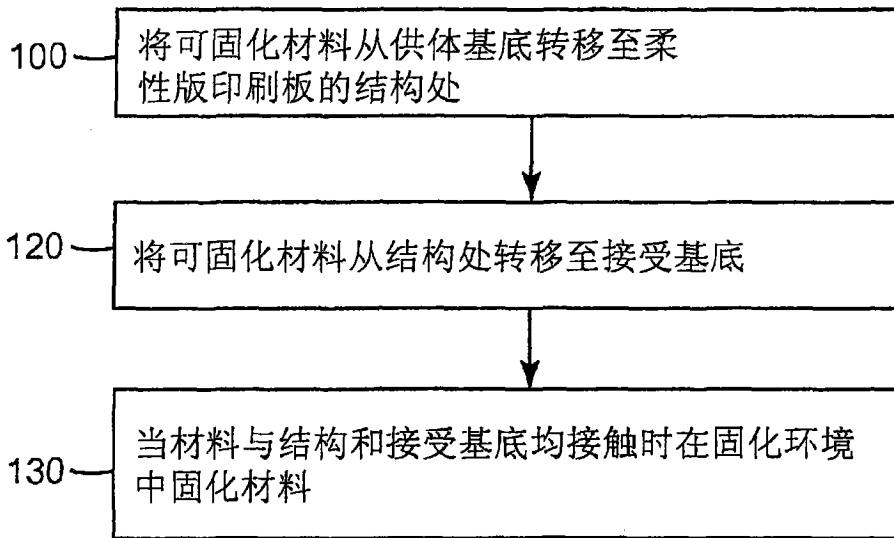 100
将可固化材料从供体基底转移至柔
性版印刷板的结构处
120
将可固化材料从结构处转移至接受基底
130
当材料与结构和接受基底均接触时在固化环境
中固化材料